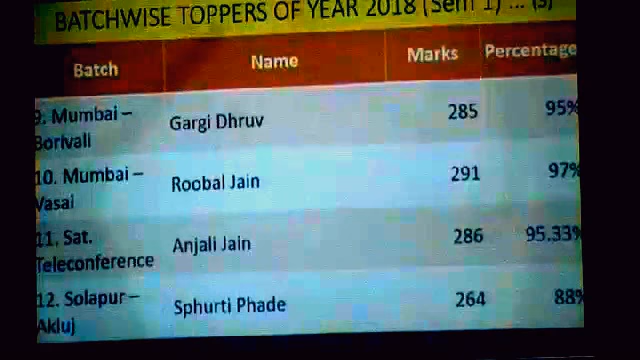 BATCHWISE TOPPERS OF YEAR 2018 (Sem 1) ... (3)
Batch Name Marks Percentage
9. Mumbai – Gargi Dhruv 285 95%
Borivali
10. Mumbai – Roobal Jain 291 97%
Vasai
11. Sat. Anjali Jain 286 95.33%
Teleconference
12. Solapur – Sphurti Phade 264 88%
Akluj